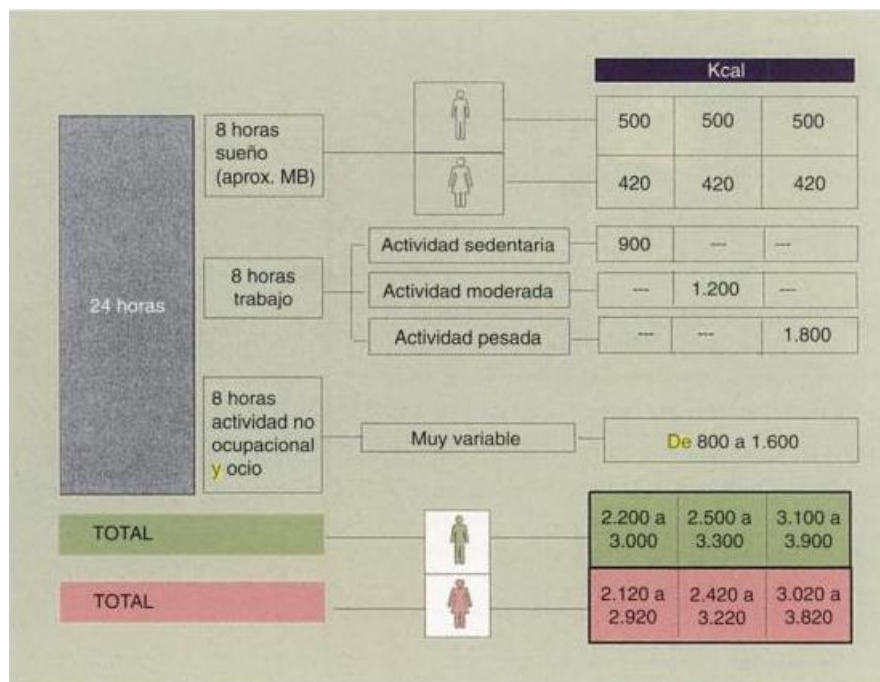 Kcal
8 horas
sueño
(aprox. MB)
500 500 500
420 420 420
24 horas
8 horas
trabajo
Actividad sedentaria 900 --- ---
Actividad moderada --- 1.200 ---
Actividad pesada --- --- 1.800
8 horas
actividad no
ocupacional
y ocio
Muy variable
De 800 a 1.600
TOTAL
2.200 a 2.500 a 3.100 a
3.000 3.300 3.900
TOTAL
2.120 a 2.420 a 3.020 a
2.920 3.220 3.820